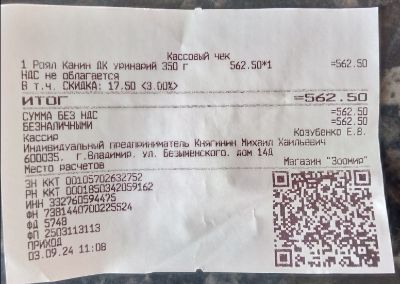 Кассовый чек
1 Роял Канин ДК уринарий 350 г 562.50*1 =562.50
НДС не облагается
В т.ч. СКИДКА: 17.50 <3.00%>
ИТОГ =562.50
СУММА БЕЗ НДС =562.50
БЕЗНАЛИЧНЫМИ =562.50
Кассир Козубенко Е.В.
Индивидуальный предприниматель Княгинин Михаил Хаильевич
600035. г.Владимир. ул. Безыменского. дом 14Д
Место расчетов Магазин "Зоомир"
ЗН ККТ 00105702632752
РН ККТ 0001850342059162
ИНН 332760594475
ФН 7381440700225524
ФД 5748
ФП 2503113113
ПРИХОД
03.09.24 11:08